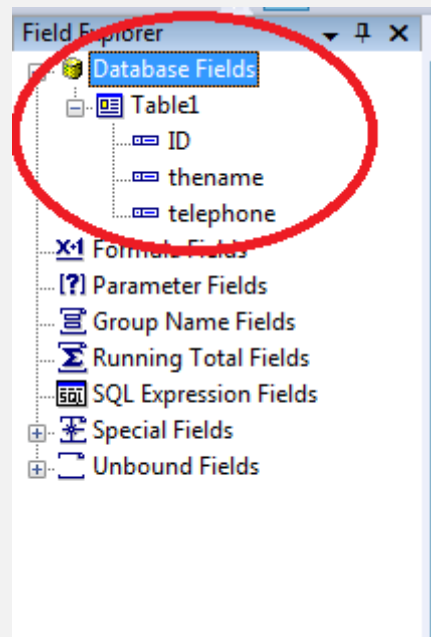 Field Explorer
Database Fields
Table1
ID
thename
telephone
Formula Fields
Parameter Fields
Group Name Fields
Running Total Fields
SQL Expression Fields
Special Fields
Unbound Fields